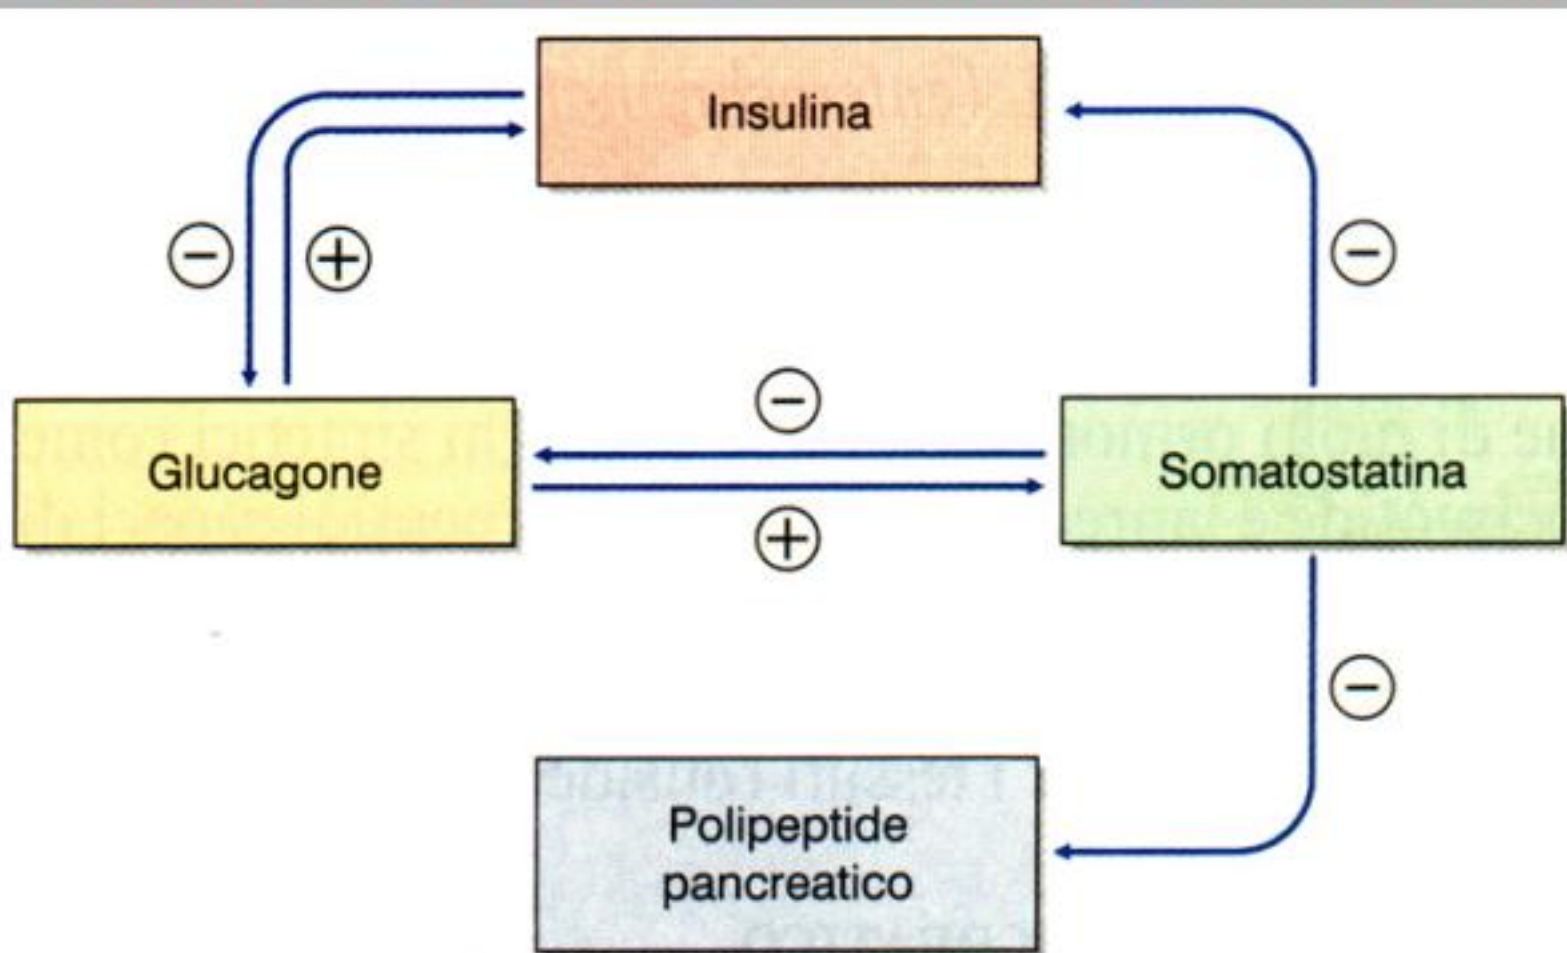 Insulina
−
+
−
−
Glucagone
Somatostatina
+
−
Polipeptide
pancreatico